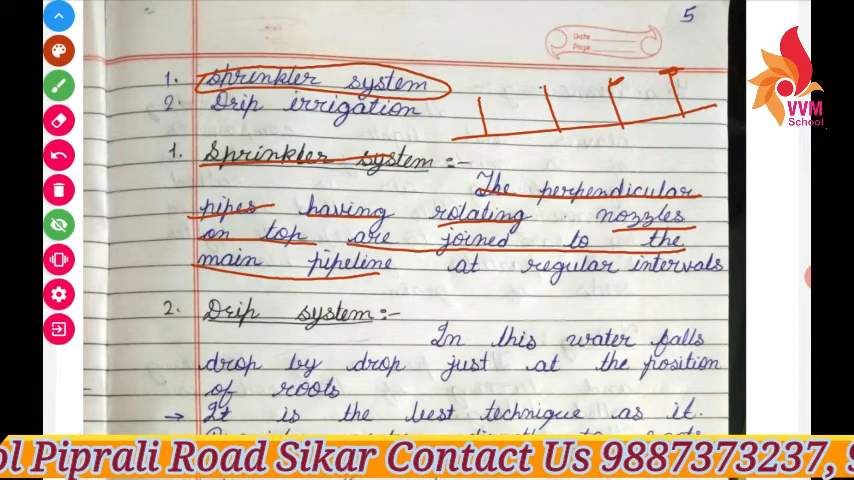 5
Date
Page
VVM
School
1. Sprinkler system
2. Drip irrigation
1. Sprinkler system :-
The perpendicular
pipes having rotating nozzles
on top are joined to the
main pipeline at regular intervals
2. Drip system :-
In this water falls
drop by drop just at the position
of roots
→ It is the best technique as it.
ol Piprali Road Sikar Contact Us 9887373237, 9